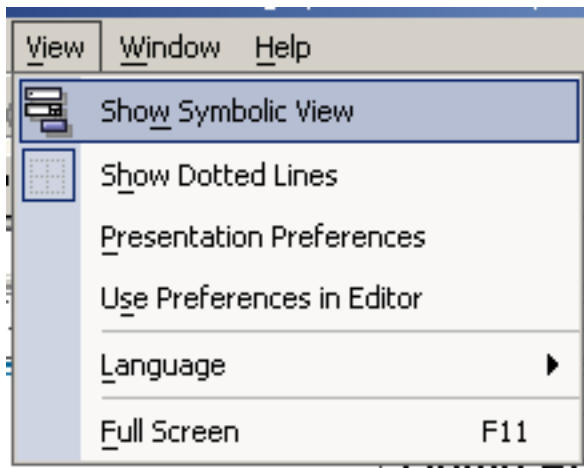 View Window Help
Show Symbolic View
Show Dotted Lines
Presentation Preferences
Use Preferences in Editor
Language
Full Screen F11